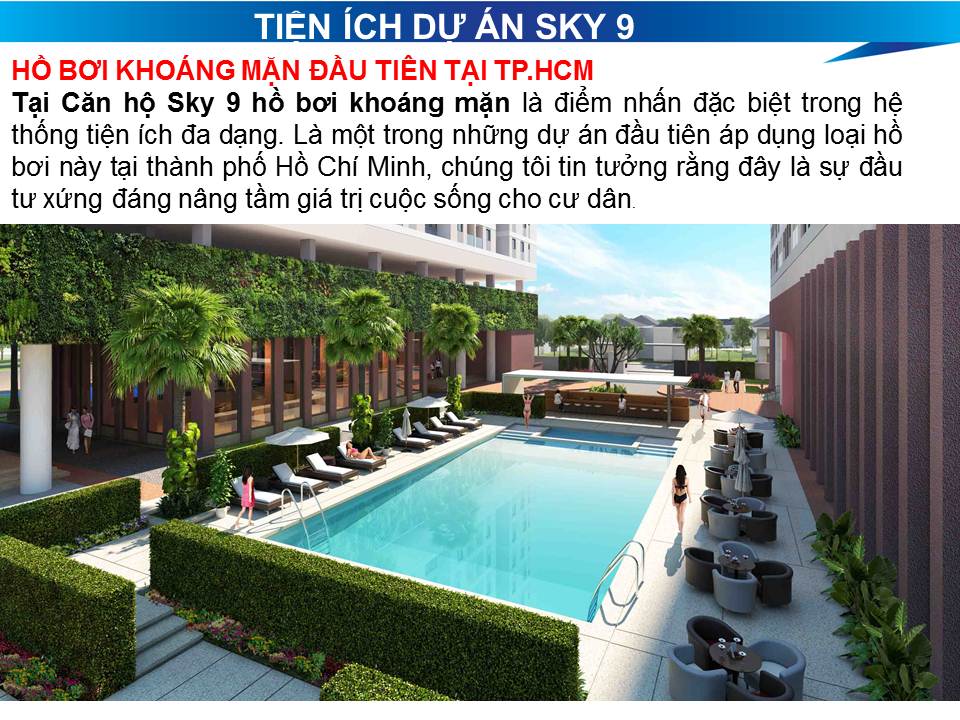 TIỆN ÍCH DỰ ÁN SKY 9
HỒ BƠI KHOÁNG MẶN ĐẦU TIÊN TẠI TP.HCM
Tại Căn hộ Sky 9 hồ bơi khoáng mặn là điểm nhấn đặc biệt trong hệ
thống tiện ích đa dạng. Là một trong những dự án đầu tiên áp dụng loại hồ
bơi này tại thành phố Hồ Chí Minh, chúng tôi tin tưởng rằng đây là sự đầu
tư xứng đáng nâng tầm giá trị cuộc sống cho cư dân.